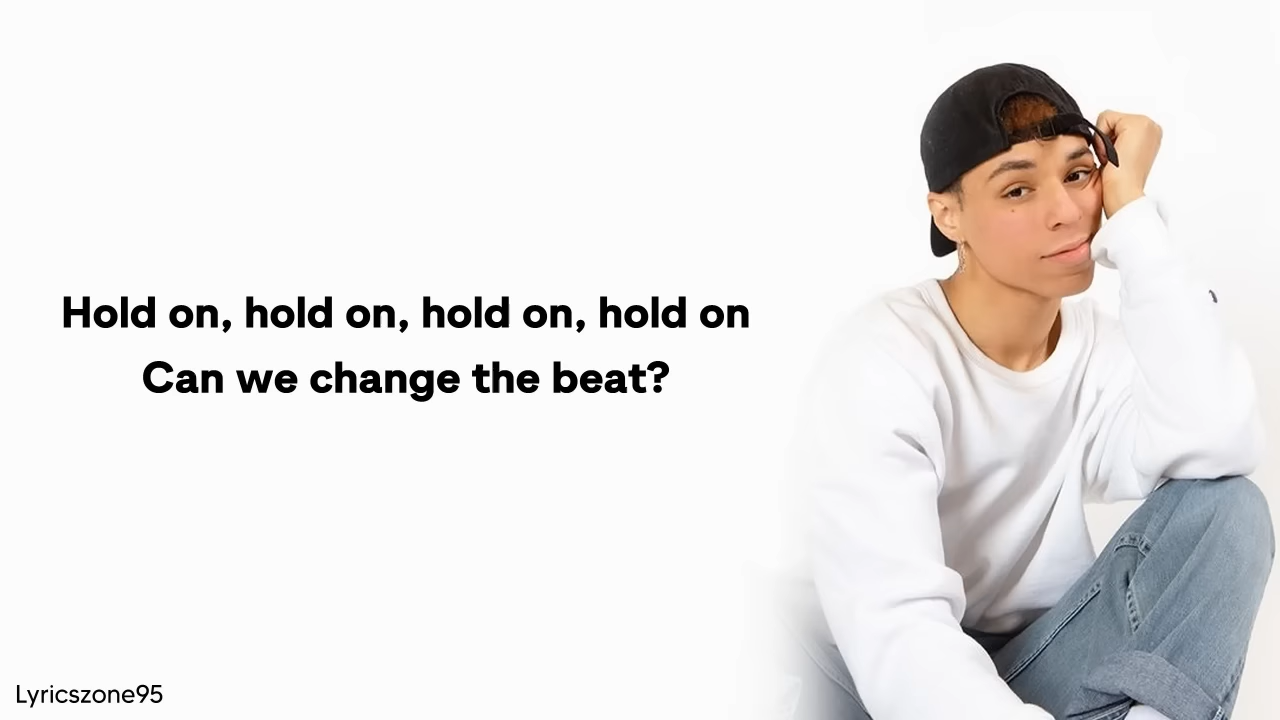 Hold on, hold on, hold on, hold on
Can we change the beat?
Lyricszone95